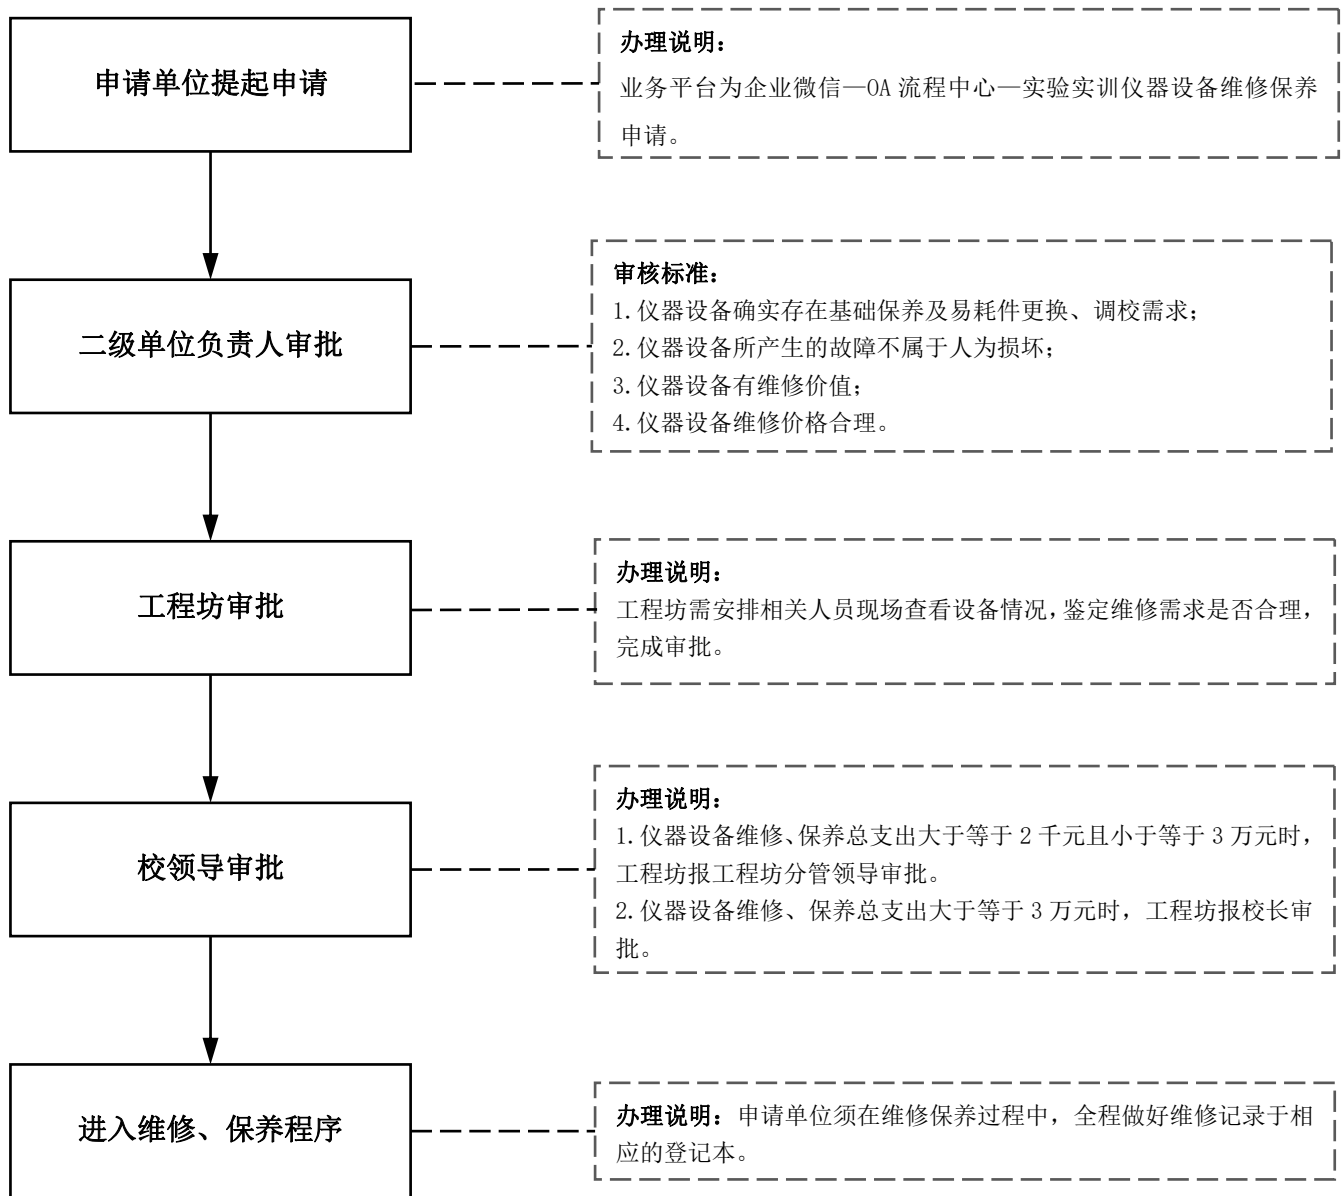 申请单位提起申请
办理说明：
业务平台为企业微信—OA 流程中心—实验实训仪器设备维修保养
申请。
二级单位负责人审批
审核标准：
1.仪器设备确实存在基础保养及易耗件更换、调校需求；
2.仪器设备所产生的故障不属于人为损坏；
3.仪器设备有维修价值；
4.仪器设备维修价格合理。
工程坊审批
办理说明：
工程坊需安排相关人员现场查看设备情况，鉴定维修需求是否合理，
完成审批。
校领导审批
办理说明：
1.仪器设备维修、保养总支出大于等于 2 千元且小于等于 3 万元时，
工程坊报工程坊分管领导审批。
2.仪器设备维修、保养总支出大于等于 3 万元时，工程坊报校长审
批。
进入维修、保养程序
办理说明：申请单位须在维修保养过程中，全程做好维修记录于相
应的登记本。